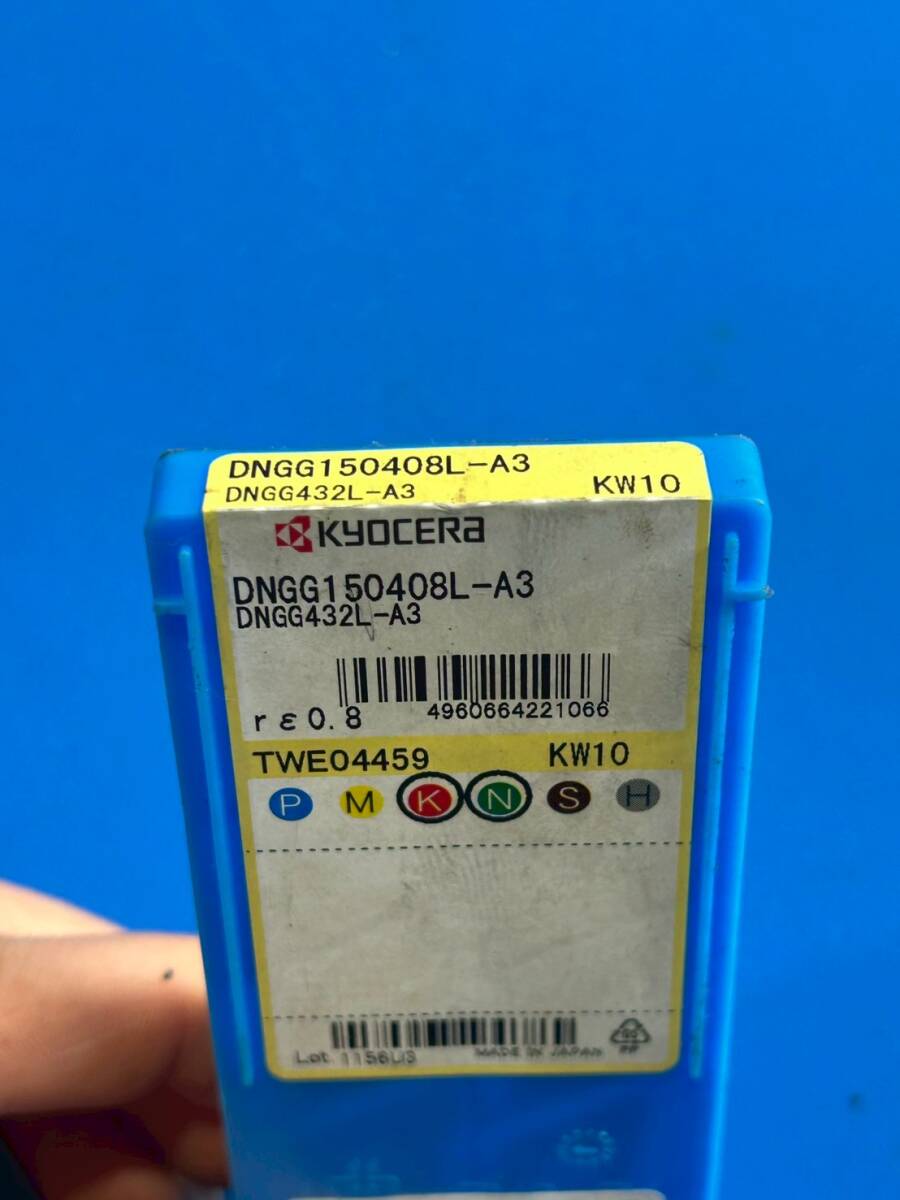 DNGG150408L-A3
DNGG432L-A3
KW10
KYOCERA
DNGG150408L-A3
DNGG432L-A3
rε0.8
4960664221066
TWE04459 KW10
P M K N S H
Lot 1156U3 MADE IN JAPAN
PP